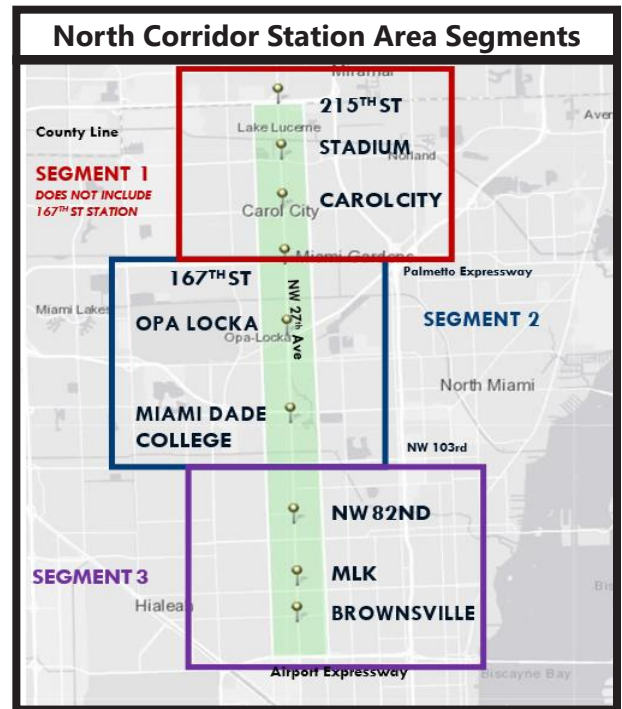 North Corridor Station Area Segments
Miramar
215TH ST
County Line
Lake Lucerne
Aven
STADIUM
Norland
SEGMENT 1
DOES NOT INCLUDE
167TH ST STATION
CAROL CITY
Carol City
Miami Gardens
Palmetto Expressway
167TH ST
NW 27th Ave
Miami Lakes
OPA LOCKA
SEGMENT 2
Opa-Locka
North Miami
MIAMI DADE
COLLEGE
NW 103rd
NW 82ND
SEGMENT 3
MLK
Bis
Hialeah
BROWNSVILLE
Airport Expressway
Biscayne Bay